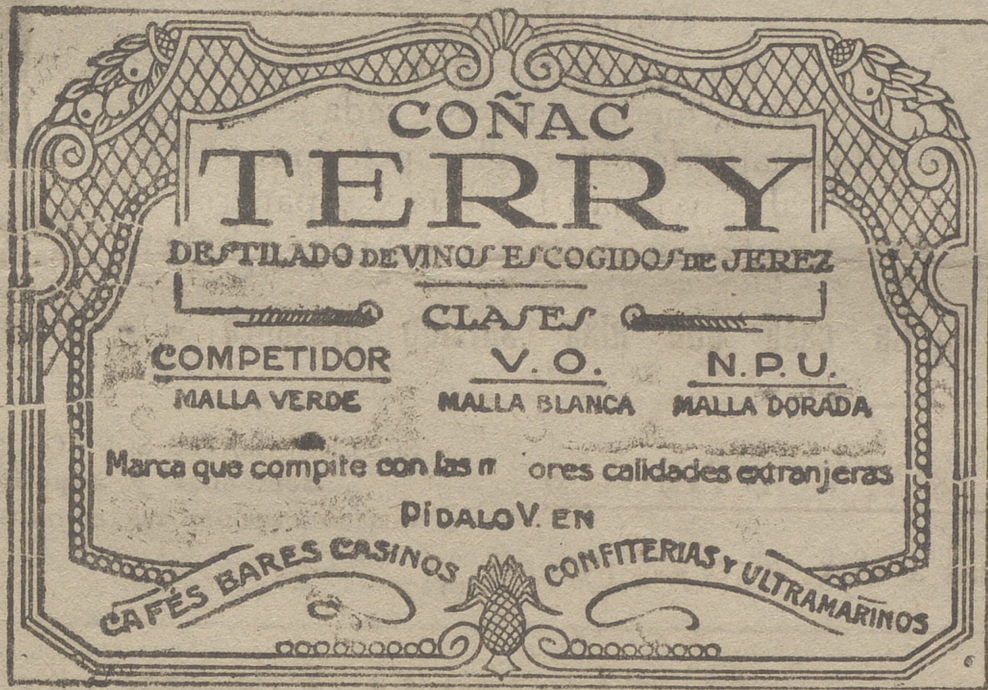 COÑAC
TERRY
DESTILADO DE VINOS ESCOGIDOS DE JEREZ
CLASES
COMPETIDOR V. O. N. P. U.
MALLA VERDE MALLA BLANCA MALLA DORADA
Marca que compite con las m ores calidades extranjeras
PÍDALO V. EN
CAFÉS BARES CASINOS CONFITERIAS Y ULTRAMARINOS